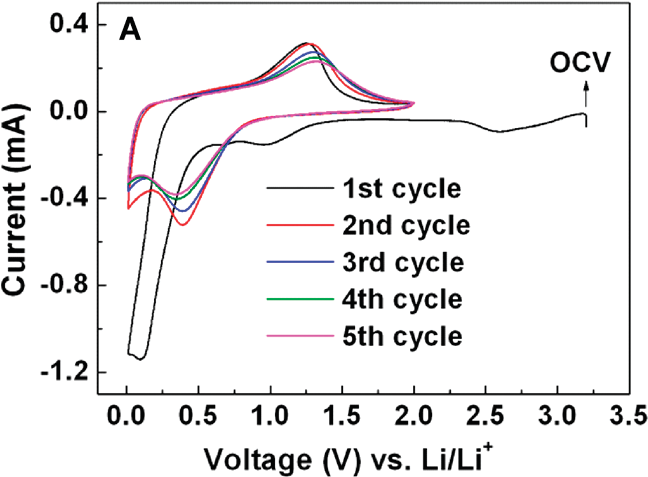 A
OCV
0.4
0.0
-0.4
-0.8
-1.2
Current (mA)
1st cycle
2nd cycle
3rd cycle
4th cycle
5th cycle
0.0 0.5 1.0 1.5 2.0 2.5 3.0 3.5
Voltage (V) vs. Li/Li⁺